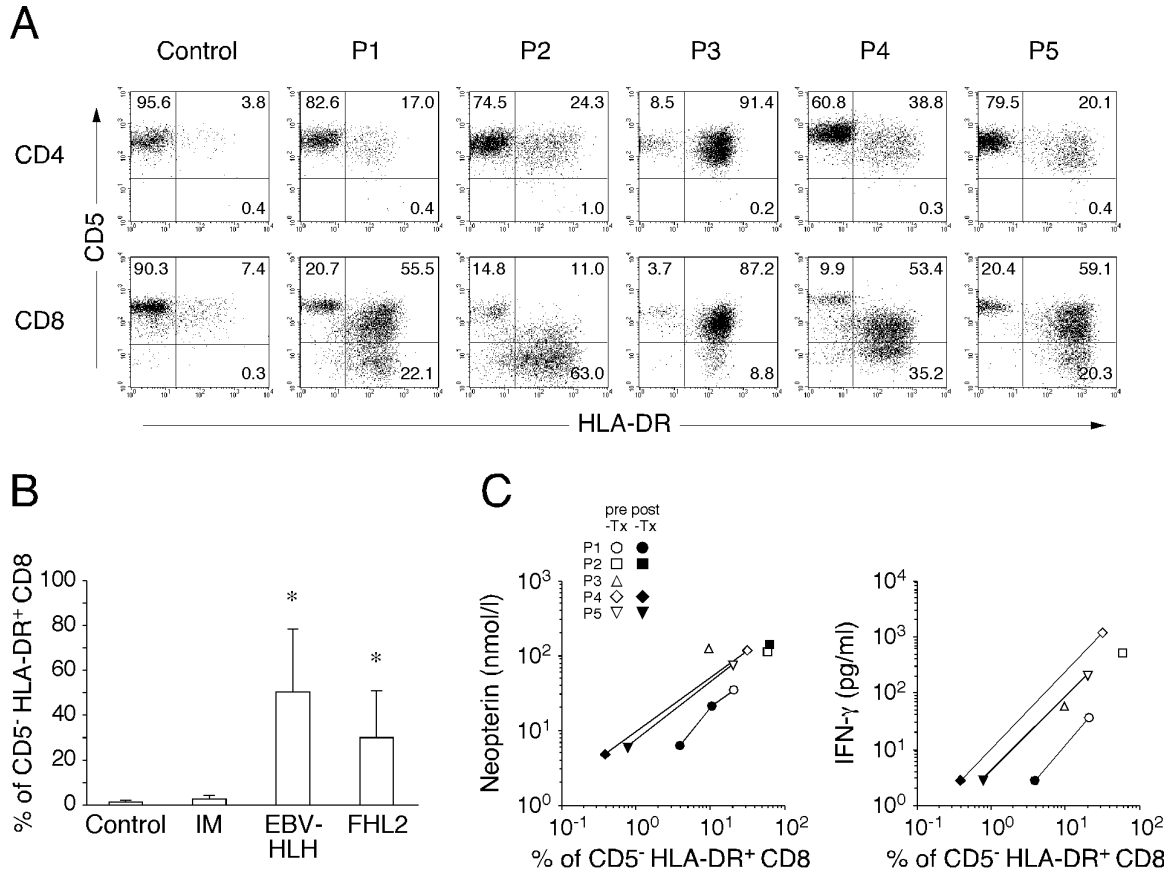 A
Control P1 P2 P3 P4 P5
CD4
95.6 3.8 0.4
82.6 17.0 0.4
74.5 24.3 1.0
8.5 91.4 0.2
60.8 38.8 0.3
79.5 20.1 0.4
CD5
CD8
90.3 7.4 0.3
20.7 55.5 22.1
14.8 11.0 63.0
3.7 87.2 8.8
9.9 53.4 35.2
20.4 59.1 20.3
HLA-DR
B
% of CD5- HLA-DR+ CD8
100
80
60
40
20
0
* *
Control IM EBV-HLH FHL2
C
pre-Tx post-Tx
P1
P2
P3
P4
P5
Neopterin (nmol/l)
10³
10²
10¹
10⁰
10⁻¹ 10⁰ 10¹ 10²
% of CD5- HLA-DR+ CD8
IFN-γ (pg/ml)
10⁴
10³
10²
10¹
10⁰
10⁻¹ 10⁰ 10¹ 10²
% of CD5- HLA-DR+ CD8